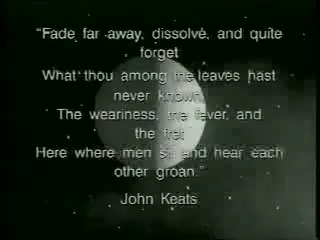 “Fade far away, dissolve, and quite
forget
What thou among the leaves hast
never known,
The weariness, the fever, and
the fret
Here where men sit and hear each
other groan.”
John Keats